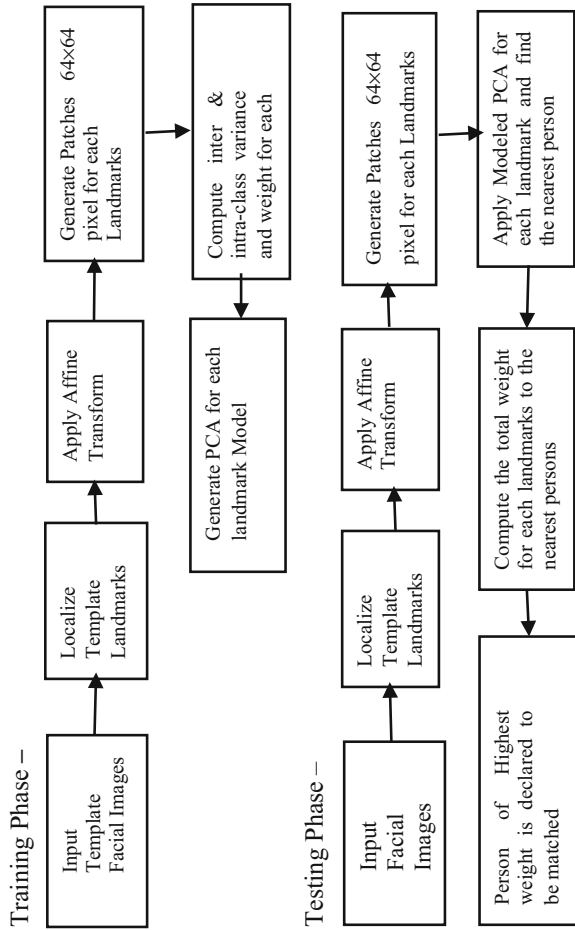 Training Phase –
Input
Template
Facial Images
Localize
Template
Landmarks
Apply Affine
Transform
Generate Patches 64×64
pixel for each
Landmarks
Compute inter &
intra-class variance
and weight for each
Generate PCA for each
landmark Model
Testing Phase –
Input
Facial
Images
Localize
Template
Landmarks
Apply Affine
Transform
Generate Patches 64×64
pixel for each Landmarks
Apply Modeled PCA for
each landmark and find
the nearest person
Compute the total weight
for each landmarks to the
nearest persons
Person of Highest
weight is declared to
be matched